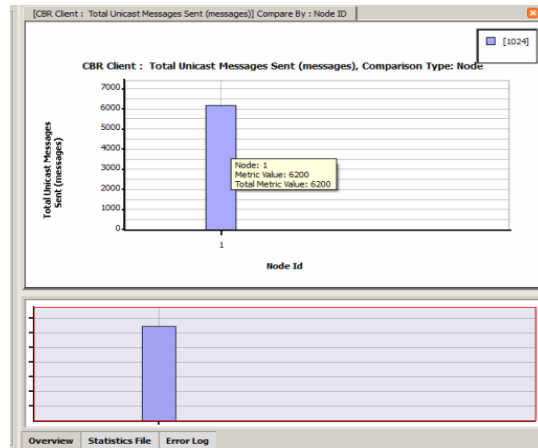 [CBR Client : Total Unicast Messages Sent (messages)] Compare By : Node ID
[1024]
CBR Client : Total Unicast Messages Sent (messages), Comparison Type: Node
7000
6000
5000
4000
3000
2000
1000
0
Total Unicast Messages
Sent (messages)
Node: 1
Metric Value: 6200
Total Metric Value: 6200
1
Node Id
Overview Statistics File Error Log